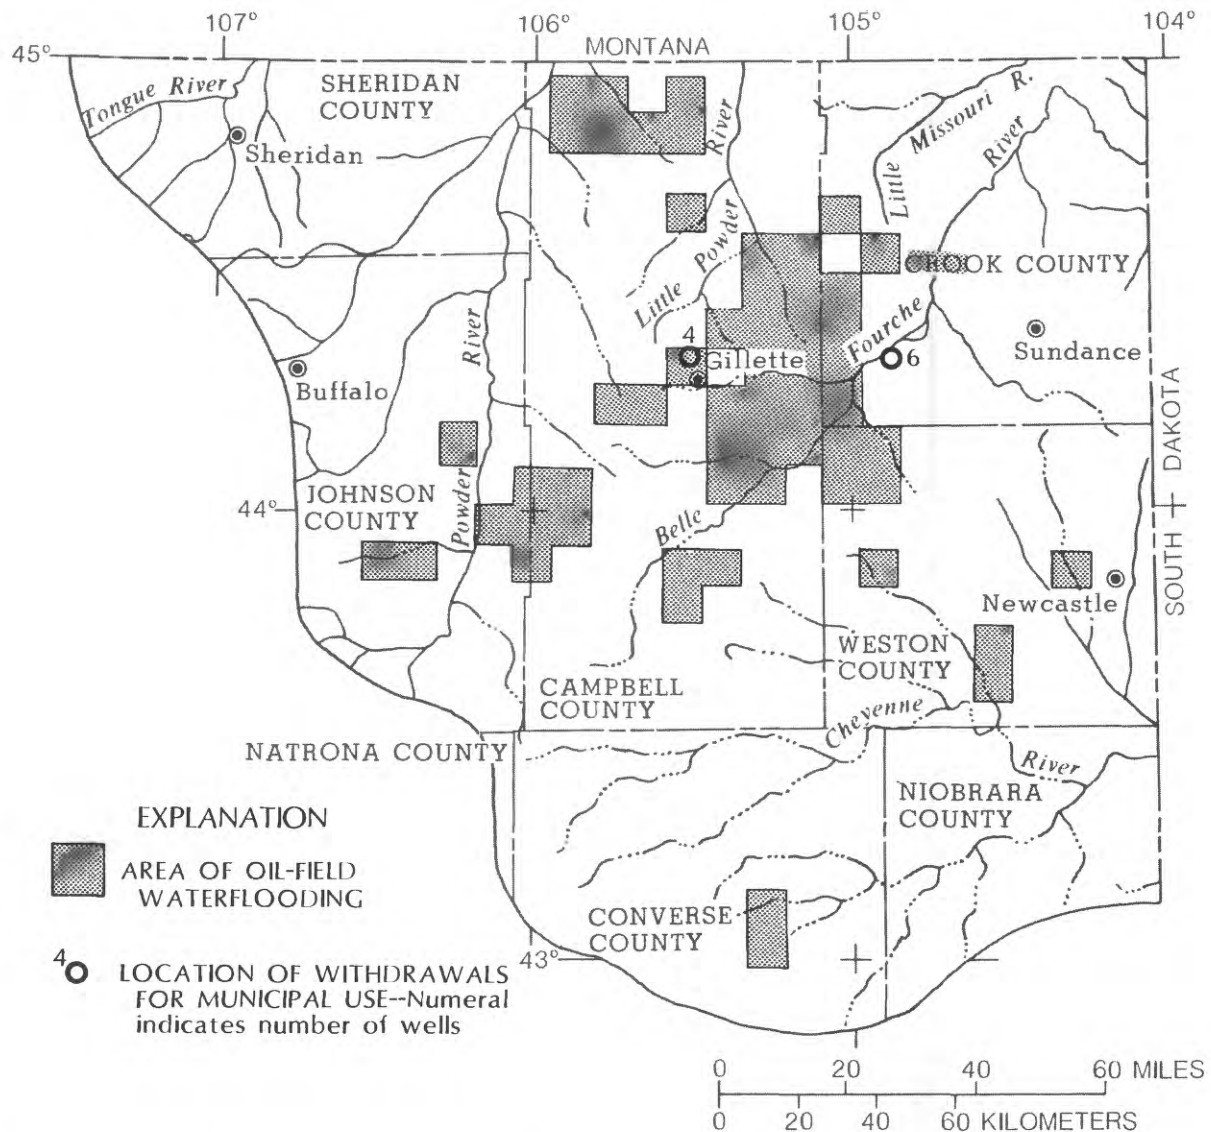 107°
106°
105°
104°
45°
MONTANA
SHERIDAN
COUNTY
Tongue River
Sheridan
River
Little Missouri R.
River
Little Powder
CROOK COUNTY
4
Gillette
Fourche
6
Sundance
Buffalo
River
SOUTH DAKOTA
JOHNSON
COUNTY
44°
Powder
Belle
Newcastle
WESTON
COUNTY
CAMPBELL
COUNTY
Cheyenne
NATRONA COUNTY
River
NIOBRARA
COUNTY
EXPLANATION
AREA OF OIL-FIELD
WATERFLOODING
CONVERSE
COUNTY
43°
4
LOCATION OF WITHDRAWALS
FOR MUNICIPAL USE--Numeral
indicates number of wells
0 20 40 60 MILES
0 20 40 60 KILOMETERS